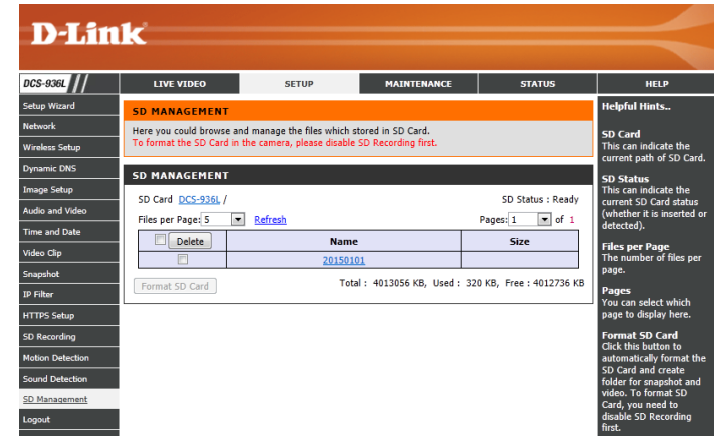 D-Link
DCS-936L
LIVE VIDEO
SETUP
MAINTENANCE
STATUS
HELP
Setup Wizard
Network
Wireless Setup
Dynamic DNS
Image Setup
Audio and Video
Time and Date
Video Clip
Snapshot
IP Filter
HTTPS Setup
SD Recording
Motion Detection
Sound Detection
SD Management
Logout
SD MANAGEMENT
Here you could browse and manage the files which stored in SD Card.
To format the SD Card in the camera, please disable SD Recording first.
SD MANAGEMENT
SD Card DCS-936L / SD Status : Ready
Files per Page: 5 Refresh Pages: 1 of 1
Delete Name Size
20150101
Format SD Card Total : 4013056 KB, Used : 320 KB, Free : 4012736 KB
Helpful Hints..
SD Card
This can indicate the
current path of SD Card.
SD Status
This can indicate the
current SD Card status
(whether it is inserted or
detected).
Files per Page
The number of files per
page.
Pages
You can select which
page to display here.
Format SD Card
Click this button to
automatically format the
SD Card and create
folder for snapshot and
video. To format SD
Card, you need to
disable SD Recording
first.